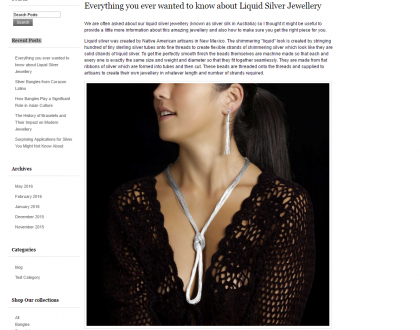 Everything you ever wanted to know about Liquid Silver Jewellery
Search Posts
Search
Recent Posts
Everything you ever wanted to
know about Liquid Silver
Jewellery
Silver Bangles from Caracun
Latino
How Bangles Play a Significant
Role in Asian Culture
The History of Bracelets and
Their Impact on Modern
Jewellery
Surprising Applications for Silver
You Might Not Know About
Archives
May 2016
February 2016
January 2016
December 2015
November 2015
Categories
blog
Test Category
Shop Our collections
All
Bangles
We are often asked about our liquid silver jewellery (known as silver silk in Australia) so I thought it might be useful to
provide a little more information about this amazing jewellery and also how to make sure you get the right piece for you.
Liquid silver was created by Native American artisans in New Mexico. The shimmering "liquid" look is created by stringing
hundred of tiny sterling silver tubes onto fine threads to create flexible strands of shimmering silver which look like they are
solid strands of liquid silver. To get the perfectly smooth finish the beads themselves are machine made so that each and
every one is exactly the same size and weight and diameter so that they fit together seamlessly. They are made from flat
ribbons of silver which are formed into tubes and then cut. These beads are threaded onto the threads and supplied to
artisans to create their own jewellery in whatever length and number of strands required.